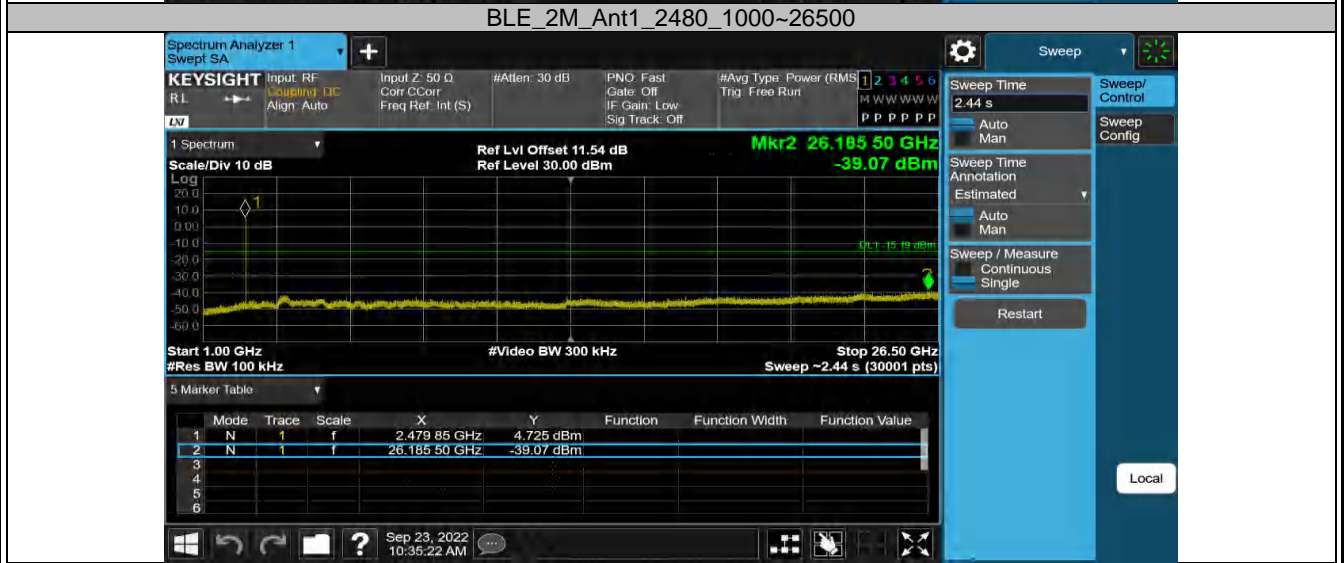 BLE_2M_Ant1_2480_1000~26500
Spectrum Analyzer 1
Swept SA
+
Sweep
KEYSIGHT
RL
LXI
Input: RF
Coupling: DC
Align: Auto
Input Z: 50 Ω
Corr CCorr
Freq Ref: Int (S)
#Atten: 30 dB
PNO: Fast
Gate: Off
IF Gain: Low
Sig Track: Off
#Avg Type: Power (RMS
Trig: Free Run
1 2 3 4 5 6
M W W W W W
P P P P P P
1 Spectrum
Scale/Div 10 dB
Ref Lvl Offset 11.54 dB
Ref Level 30.00 dBm
Mkr2 26.185 50 GHz
-39.07 dBm
Log
20.0
10.0
0.00
-10.0
-20.0
-30.0
-40.0
-50.0
-60.0
1
DL1 -15.19 dBm
2
Start 1.00 GHz
#Res BW 100 kHz
#Video BW 300 kHz
Stop 26.50 GHz
Sweep ~2.44 s (30001 pts)
5 Marker Table
Mode Trace Scale X Y Function Function Width Function Value
1 N 1 f 2.479 85 GHz 4.725 dBm
2 N 1 f 26.185 50 GHz -39.07 dBm
3
4
5
6
Sweep Time
2.44 s
Auto
Man
Sweep Time
Annotation
Estimated
Auto
Man
Sweep / Measure
Continuous
Single
Restart
Sweep/
Control
Sweep
Config
Local
?
Sep 23, 2022
10:35:22 AM